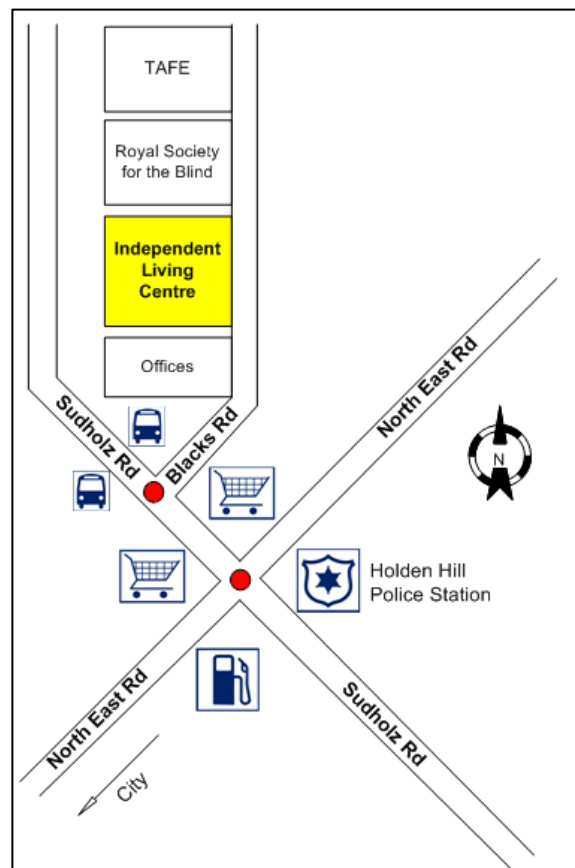 TAFE
Royal Society
for the Blind
Independent
Living
Centre
Offices
Sudholz Rd
Blacks Rd
North East Rd
N
Holden Hill
Police Station
North East Rd
Sudholz Rd
City